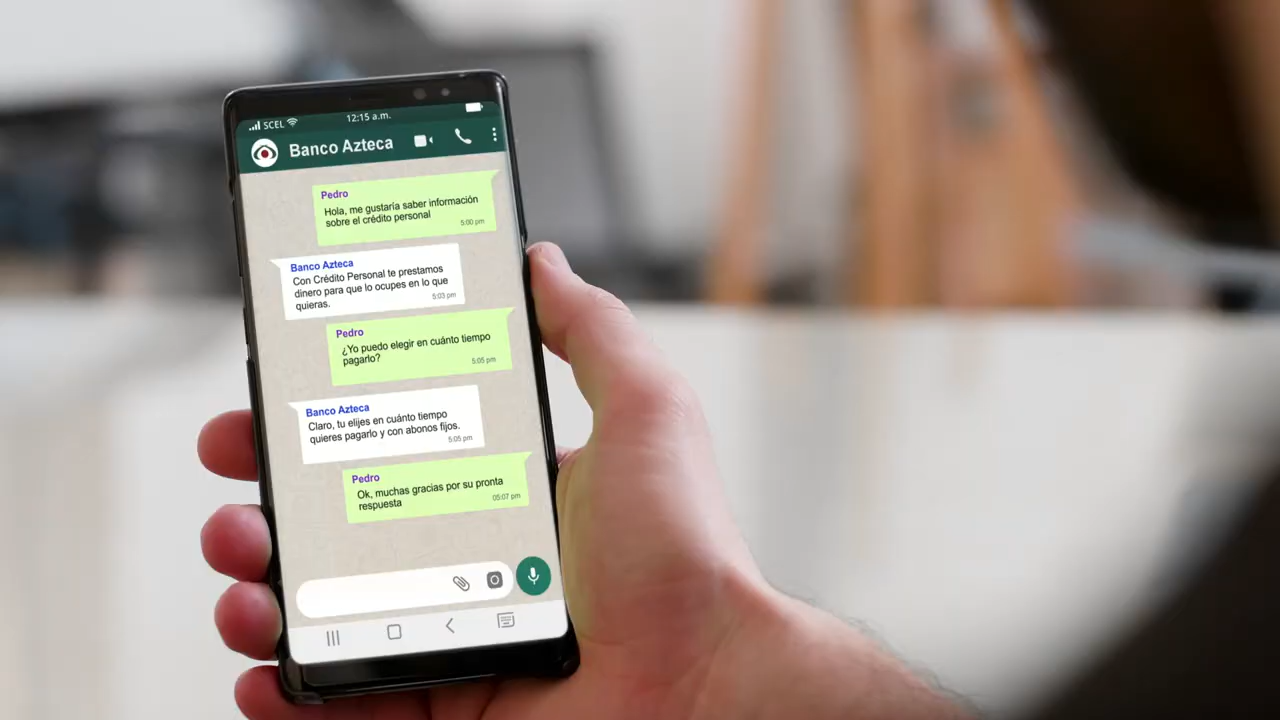 SCEL
12:15 a.m.
Banco Azteca
Pedro
Hola, me gustaría saber información
sobre el crédito personal
5:00 pm
Banco Azteca
Con Crédito Personal te prestamos
dinero para que lo ocupes en lo que
quieras.
5:03 pm
Pedro
¿Yo puedo elegir en cuánto tiempo
pagarlo?
5:05 pm
Banco Azteca
Claro, tu elijes en cuánto tiempo
quieres pagarlo y con abonos fijos.
5:05 pm
Pedro
Ok, muchas gracias por su pronta
respuesta
05:07 pm